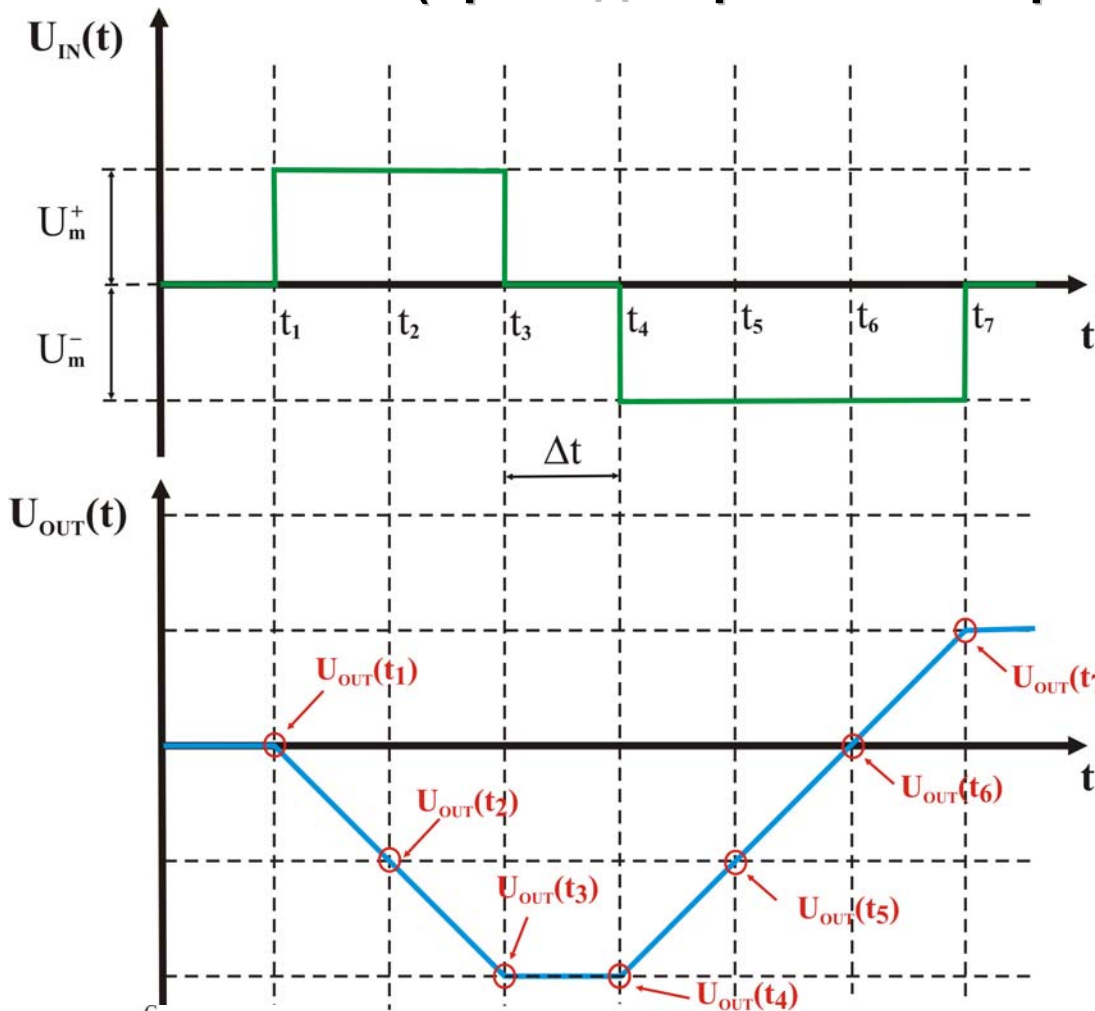 U_IN(t)
U_m^+
t₁ t₂ t₃ t₄ t₅ t₆ t₇
U_m^−
t
Δt
U_OUT(t)
U_OUT(t₁)
U_OUT(t₂)
U_OUT(t₃)
U_OUT(t₄)
U_OUT(t₅)
U_OUT(t₆)
U_OUT(t
t